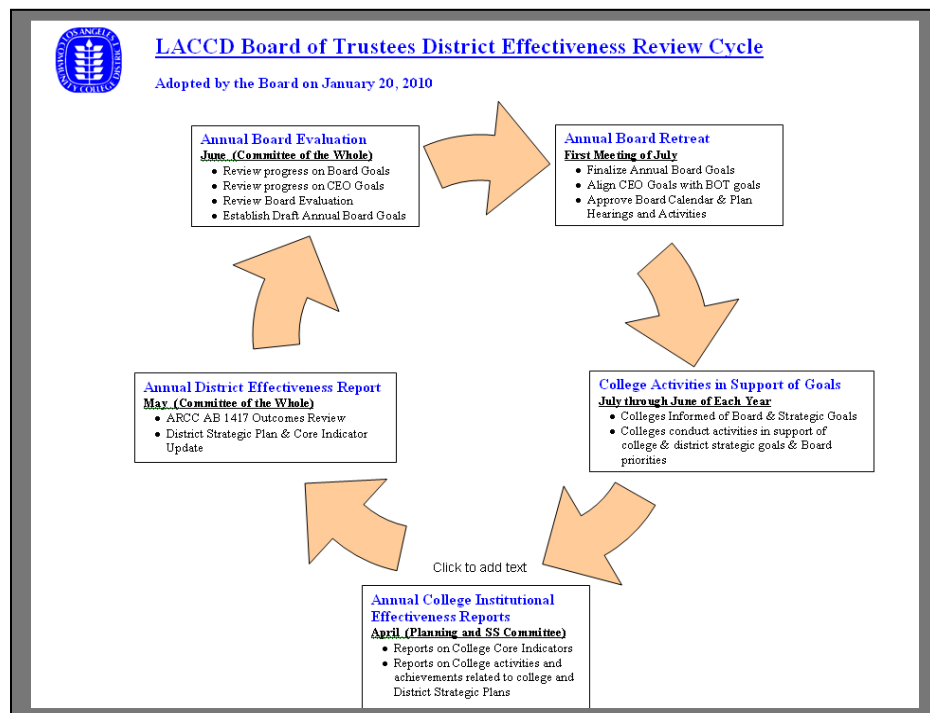 LOS ANGELES COMMUNITY COLLEGE DISTRICT
LACCD Board of Trustees District Effectiveness Review Cycle
Adopted by the Board on January 20, 2010
Annual Board Evaluation
June (Committee of the Whole)
• Review progress on Board Goals
• Review progress on CEO Goals
• Review Board Evaluation
• Establish Draft Annual Board Goals
Annual Board Retreat
First Meeting of July
• Finalize Annual Board Goals
• Align CEO Goals with BOT goals
• Approve Board Calendar & Plan
Hearings and Activities
College Activities in Support of Goals
July through June of Each Year
• Colleges Informed of Board & Strategic Goals
• Colleges conduct activities in support of
college & district strategic goals & Board
priorities
Click to add text
Annual College Institutional
Effectiveness Reports
April (Planning and SS Committee)
• Reports on College Core Indicators
• Reports on College activities and
achievements related to college and
District Strategic Plans
Annual District Effectiveness Report
May (Committee of the Whole)
• ARCC AB 1417 Outcomes Review
• District Strategic Plan & Core Indicator
Update